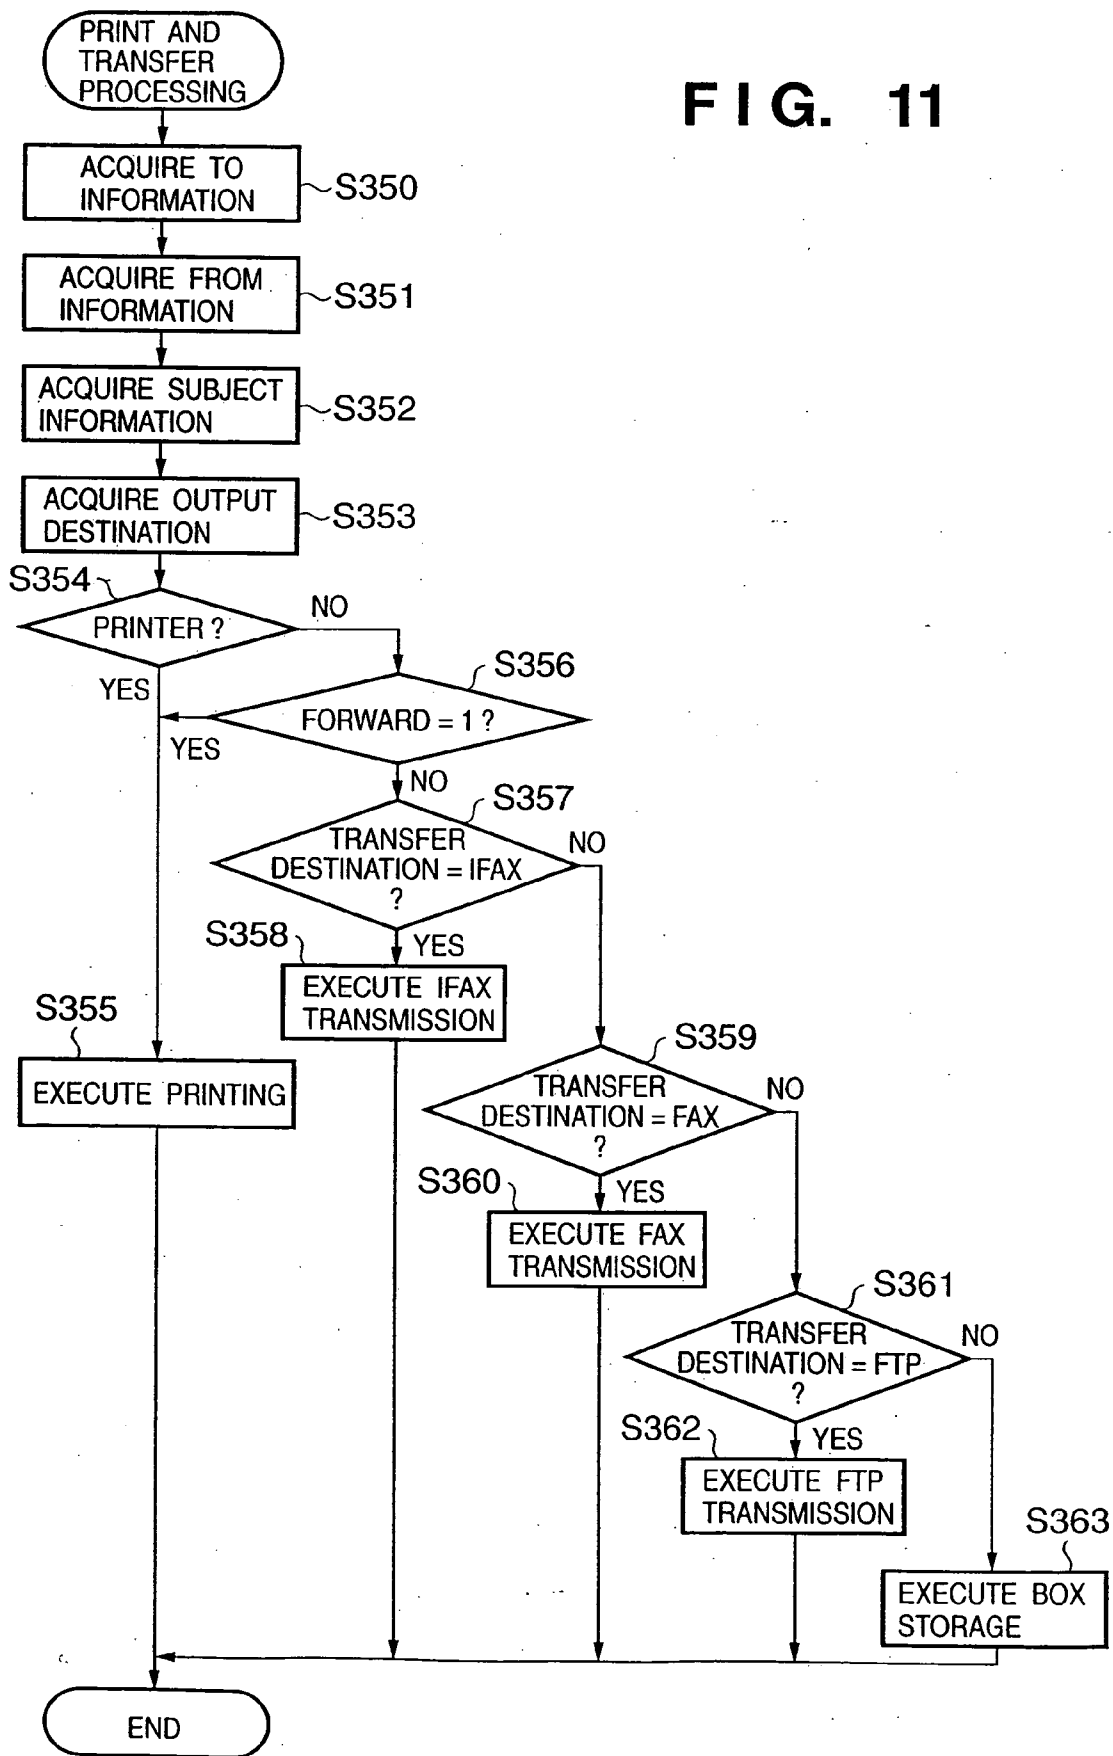 PRINT AND
TRANSFER
PROCESSING
FIG. 11
ACQUIRE TO
INFORMATION
S350
ACQUIRE FROM
INFORMATION
S351
ACQUIRE SUBJECT
INFORMATION
S352
ACQUIRE OUTPUT
DESTINATION
S353
S354
PRINTER ?
NO
YES
S356
FORWARD = 1 ?
YES
NO
S357
TRANSFER
DESTINATION = IFAX
?
NO
YES
S358
EXECUTE IFAX
TRANSMISSION
S355
EXECUTE PRINTING
S359
TRANSFER
DESTINATION = FAX
?
NO
YES
S360
EXECUTE FAX
TRANSMISSION
S361
TRANSFER
DESTINATION = FTP
?
NO
YES
S362
EXECUTE FTP
TRANSMISSION
S363
EXECUTE BOX
STORAGE
END